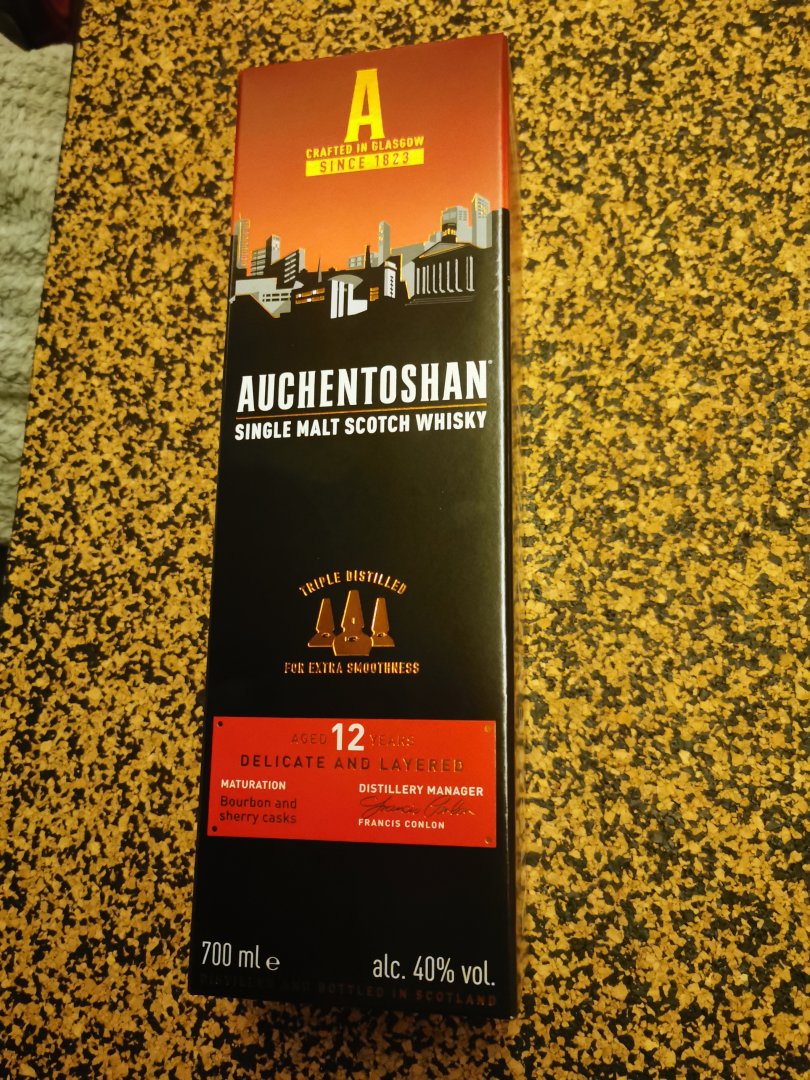 A
CRAFTED IN GLASGOW
SINCE 1823
AUCHENTOSHAN®
SINGLE MALT SCOTCH WHISKY
TRIPLE DISTILLED
FOR EXTRA SMOOTHNESS
AGED 12 YEARS
DELICATE AND LAYERED
MATURATION
Bourbon and
sherry casks
DISTILLERY MANAGER
Francis Conlon
FRANCIS CONLON
700 ml e
alc. 40% vol.
DISTILLED AND BOTTLED IN SCOTLAND